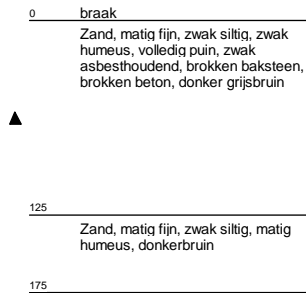 0 braak
Zand, matig fijn, zwak siltig, zwak
humeus, volledig puin, zwak
asbesthoudend, brokken baksteen,
brokken beton, donker grijsbruin
125
Zand, matig fijn, zwak siltig, matig
humeus, donkerbruin
175